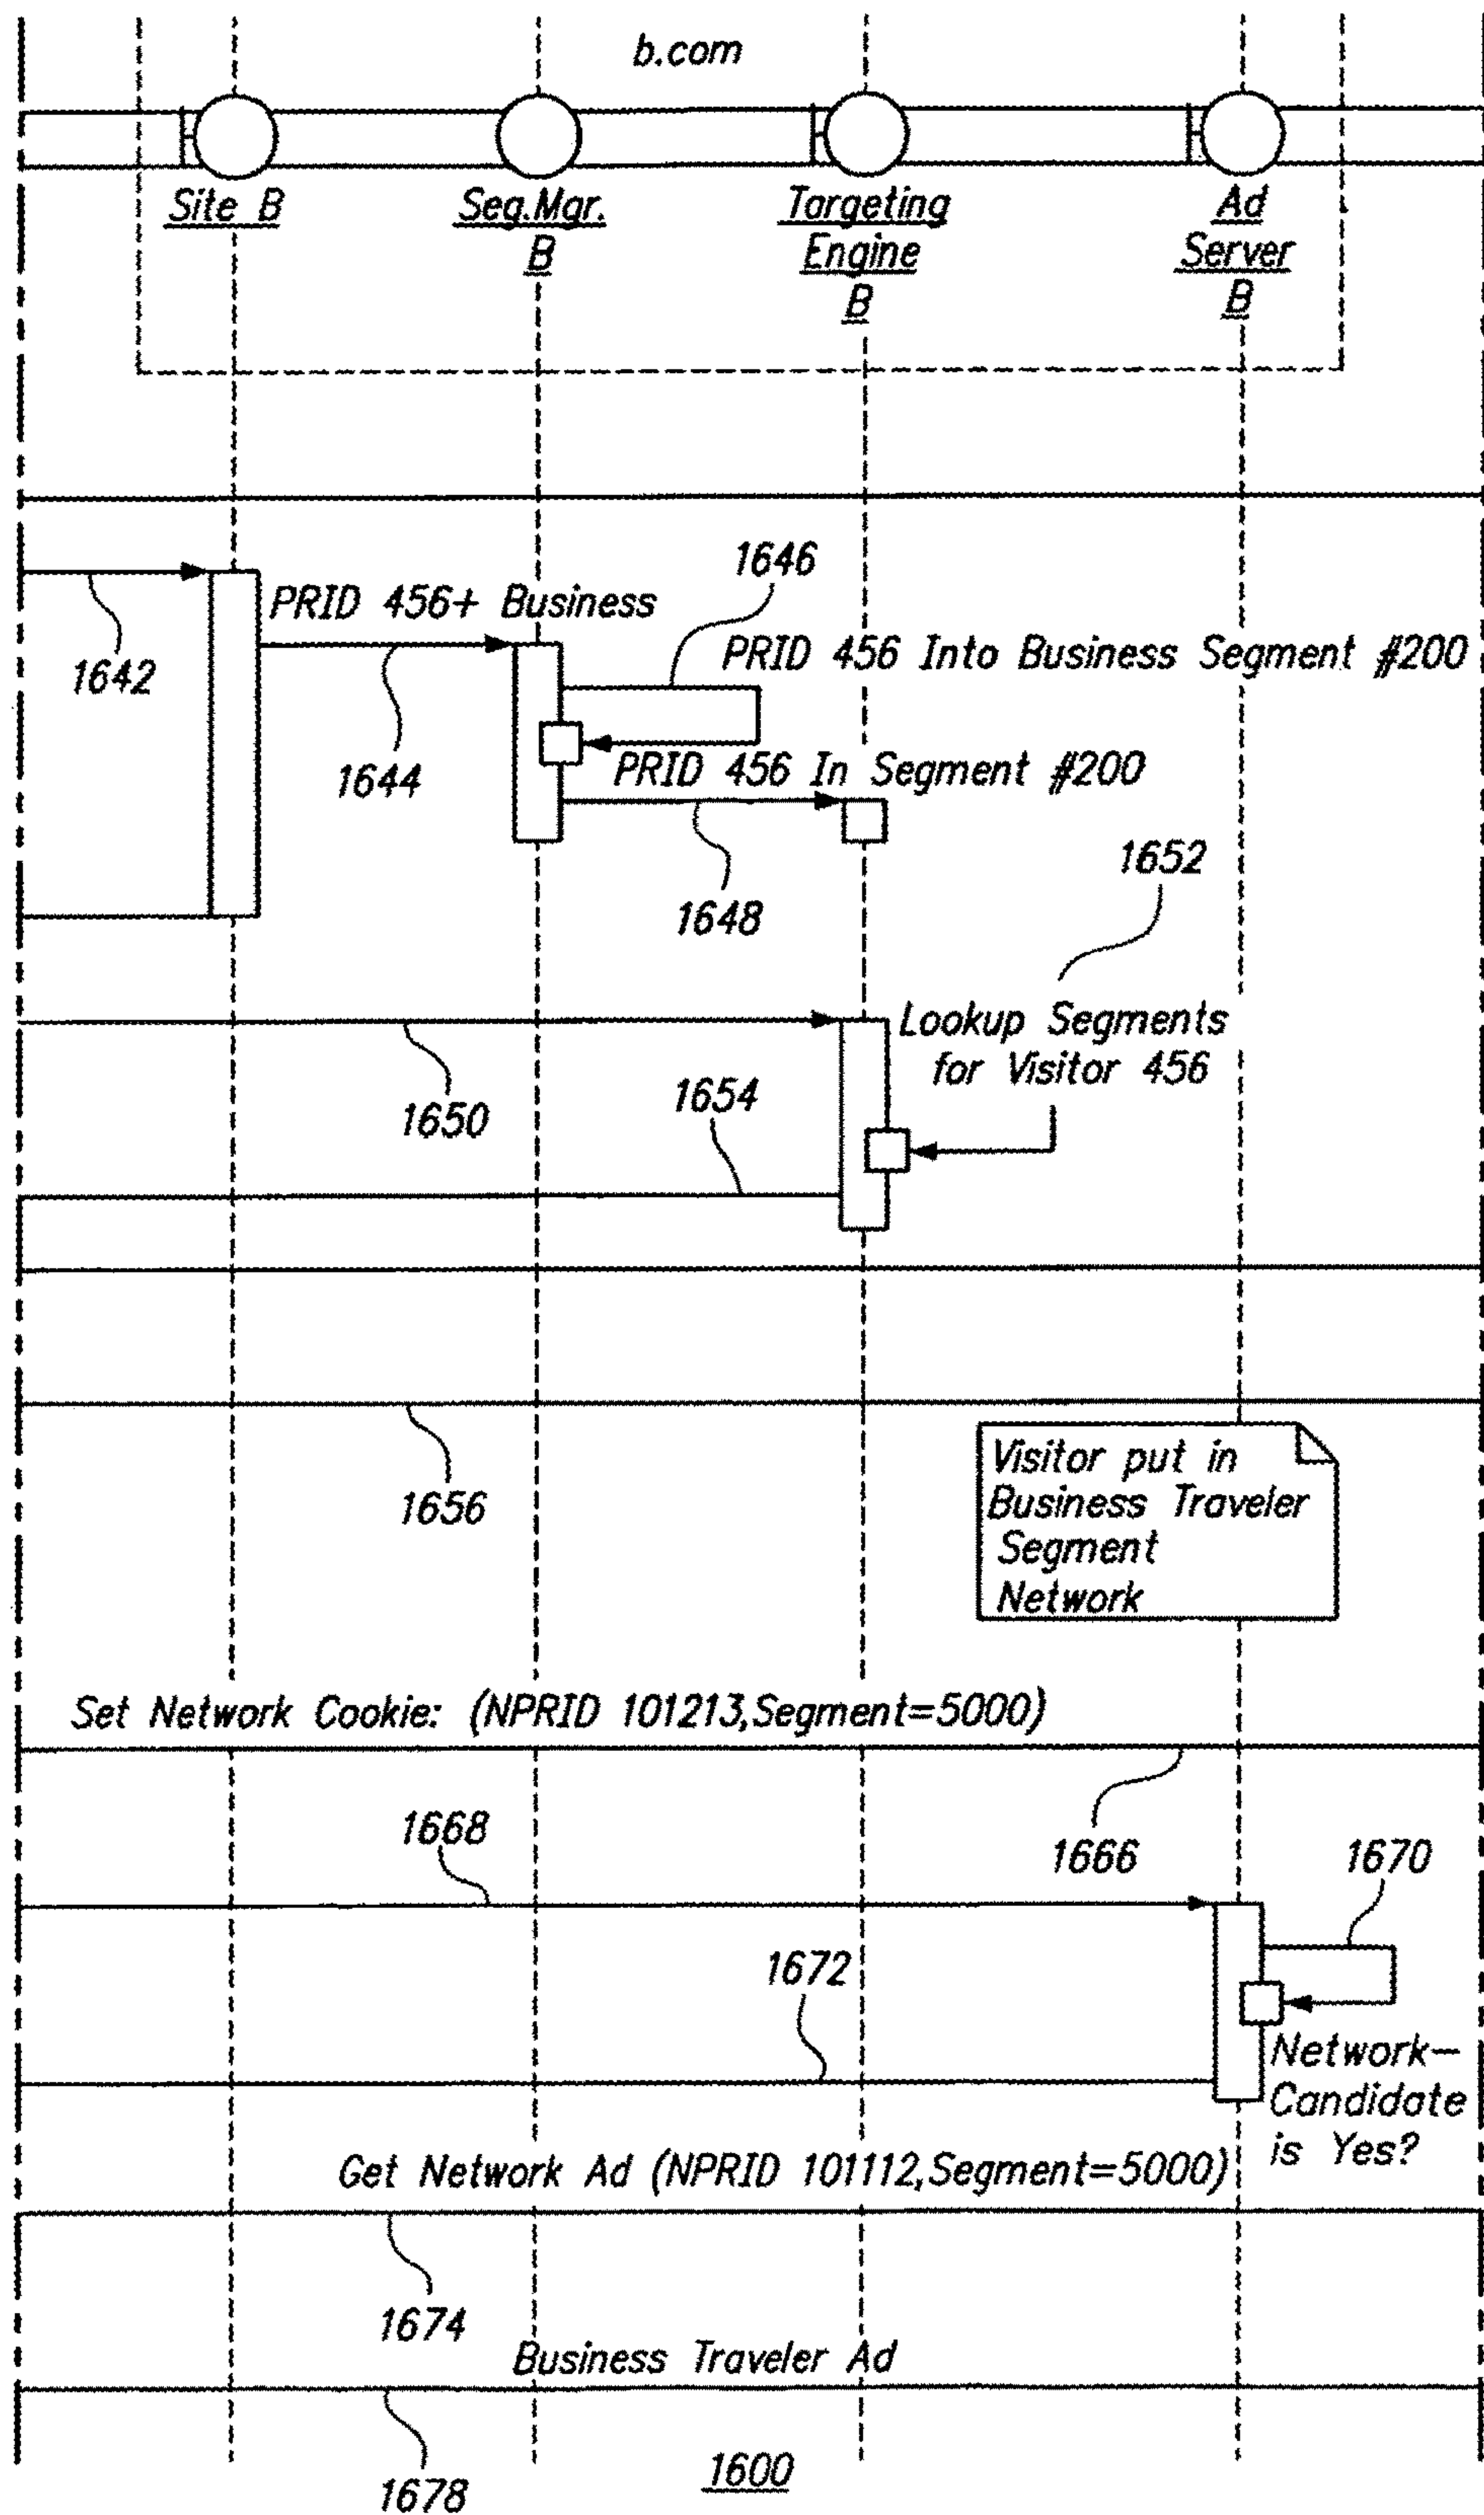 b.com
Site B
Seg.Mgr.
B
Targeting
Engine
B
Ad
Server
B
1646
PRID 456+ Business
PRID 456 Into Business Segment #200
1642
1644
PRID 456 In Segment #200
1652
1648
Lookup Segments
for Visitor 456
1654
1650
Visitor put in
Business Traveler
Segment
Network
1656
Set Network Cookie: (NPRID 101213,Segment=5000)
1668
1666
1670
1672
Network-
Candidate
is Yes?
Get Network Ad (NPRID 101112,Segment=5000)
1674
Business Traveler Ad
1600
1678